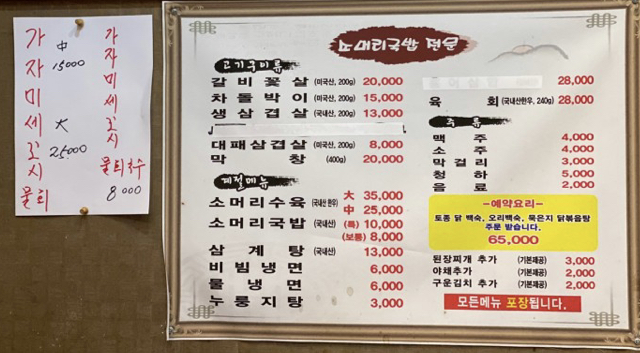 가자미세꼬시
中 15000
大 25000
물회
가자미세꼬시
물회국수
8000
소머리국밥 전문
고기구이류
갈비꽃살 (미국산, 200g) 20,000
차돌박이 (미국산, 200g) 15,000
생삼겹살 (국내산, 200g) 13,000
대패삼겹살 (미국산, 200g) 8,000
막창 (400g) 20,000
계절메뉴
소머리수육 (국내산 한우) 大 35,000
中 25,000
소머리국밥 (국내산) (특) 10,000
(보통) 8,000
삼계탕 (국내산) 13,000
비빔냉면 6,000
물냉면 6,000
누룽지탕 3,000
28,000
육회 (국내산한우, 240g) 28,000
주류
맥주 4,000
소주 4,000
막걸리 3,000
청하 5,000
음료 2,000
-예약요리-
토종 닭 백숙, 오리백숙, 묵은지 닭볶음탕
주문 받습니다.
65,000
된장찌개 추가 (기본제공) 3,000
야채추가 (기본제공) 2,000
구운김치 추가 (기본제공) 2,000
모든메뉴 포장됩니다.